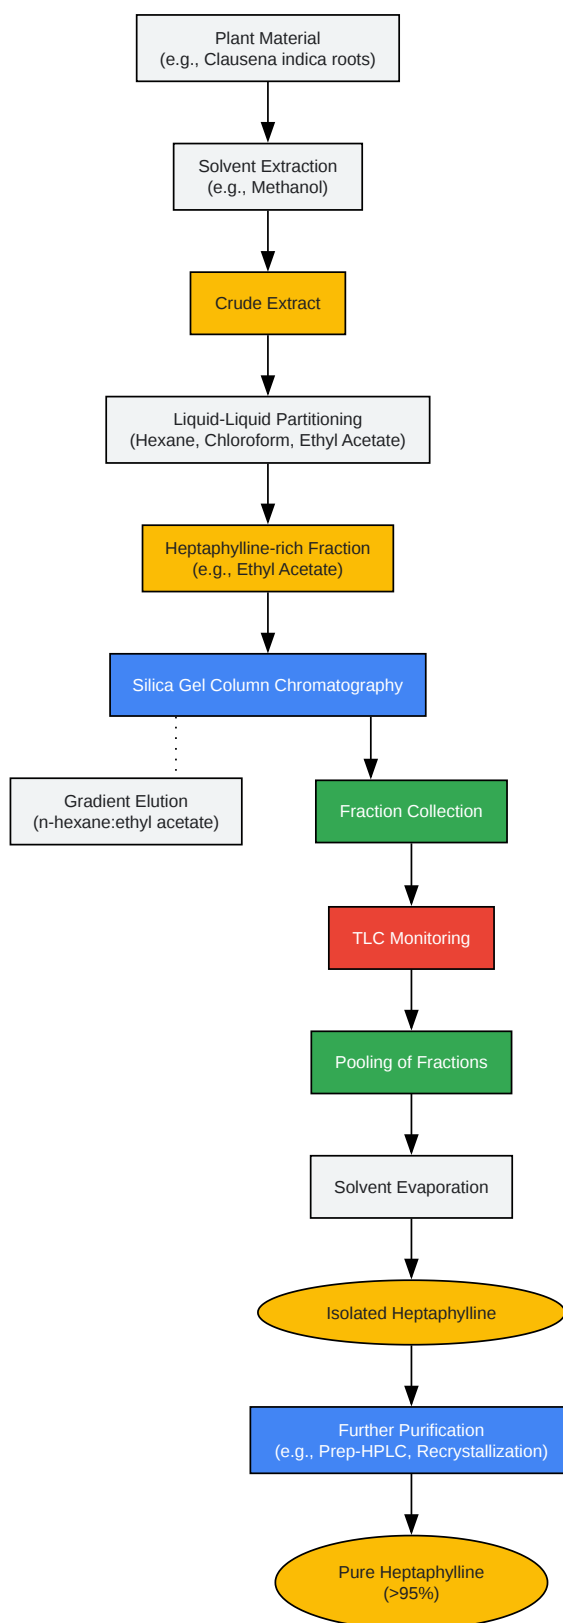 Plant Material
(e.g., Clausena indica roots)
Solvent Extraction
(e.g., Methanol)
Crude Extract
Liquid-Liquid Partitioning
(Hexane, Chloroform, Ethyl Acetate)
Heptaphylline-rich Fraction
(e.g., Ethyl Acetate)
Silica Gel Column Chromatography
Gradient Elution
(n-hexane:ethyl acetate)
Fraction Collection
TLC Monitoring
Pooling of Fractions
Solvent Evaporation
Isolated Heptaphylline
Further Purification
(e.g., Prep-HPLC, Recrystallization)
Pure Heptaphylline
(>95%)